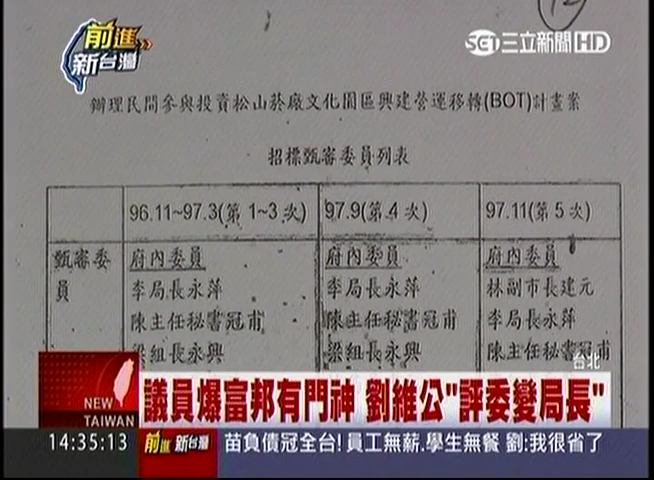 12
前進
新台灣
SET三立新聞HD
辦理民間參與投資松山菸廠文化園區興建營運移轉(BOT)計畫案
招標甄審委員列表
96.11~97.3(第 1~3 次)
97.9(第 4 次)
97.11(第 5 次)
甄審委員
府內委員
李局長永萍
陳主任秘書冠甫
梁組長永興
府內委員
李局長永萍
陳主任秘書冠甫
梁組長永興
府內委員
林副市長建元
李局長永萍
陳主任秘書冠甫
台北
NEW
TAIWAN
議員爆富邦有門神 劉維公"評委變局長"
14:35:13
前進新台灣
苗負債冠全台!員工無薪.學生無餐 劉:我很省了